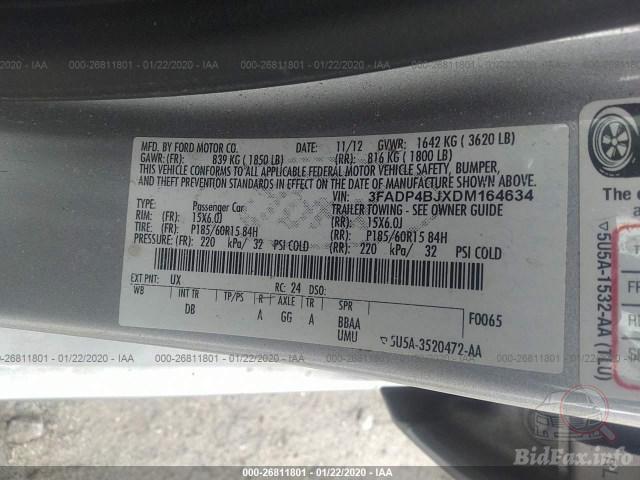 000-26811801 - 01/22/2020 - IAA
000-26811801 - 01/22/2020 - IAA
000-26811801 - 01/22/2020 - IAA
MFD. BY FORD MOTOR CO. DATE: 11/12 GVWR: 1642 KG ( 3620 LB)
GAWR:(FR): 839 KG ( 1850 LB) (RR): 816 KG ( 1800 LB)
THIS VEHICLE CONFORMS TO ALL APPLICABLE FEDERAL MOTOR VEHICLE SAFETY, BUMPER,
AND THEFT PREVENTION STANDARDS IN EFFECT ON THE DATE OF MANUFACTURE SHOWN ABOVE.
VIN: 3FADP4BJXDM164634
TYPE: Passenger Car TRAILER TOWING - SEE OWNER GUIDE
RIM: (FR): 15X6.0J (RR): 15X6.0J
TIRE: (FR): P185/60R15 84H (RR): P185/60R15 84H
PRESSURE: (FR): 220 kPa/ 32 PSI COLD (RR): 220 kPa/ 32 PSI COLD
EXT PNT: UX RC: 24 DSO:
WB INT TR TP/PS R AXLE TR SPR
DB A GG A BBAA F0065
UMU ▽5U5A-3520472-AA
The c
▽5U5A-1532-AA (TLU)
T
FR
000-26811801 - 01/22/2020 - IAA
000-26811801 - 01/22/2020 - IAA
000-26811801 - 01/22/2020 - IAA
000-26811801 - 01/22/2020 - IAA
BidFax.info